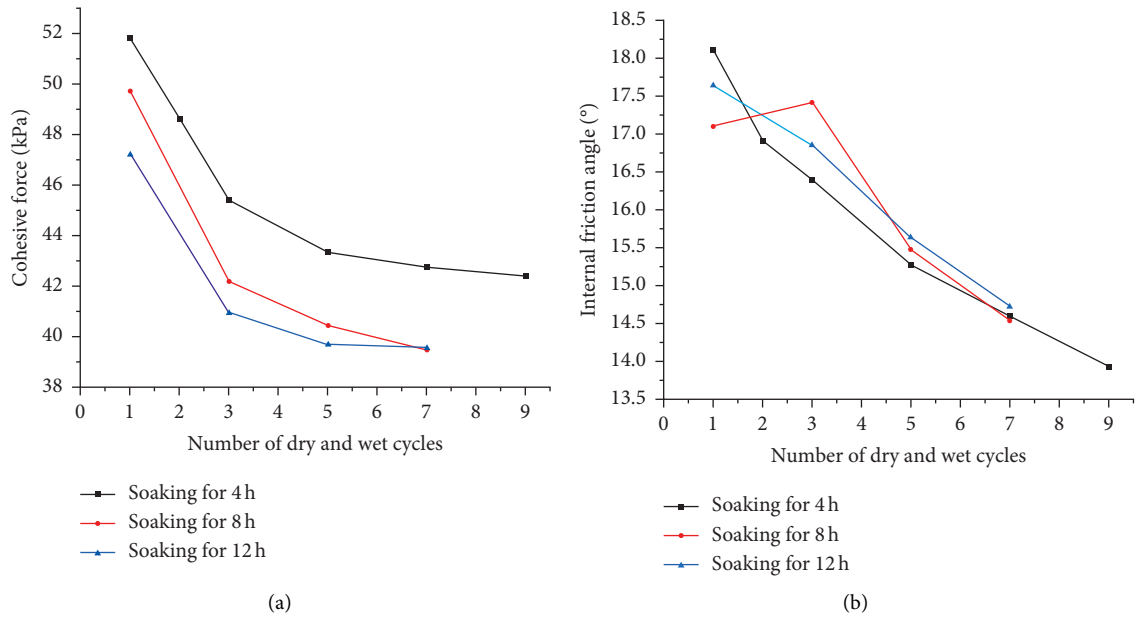 52
50
48
46
44
42
40
38
Cohesive force (kPa)
0 1 2 3 4 5 6 7 8 9
Number of dry and wet cycles
Soaking for 4 h
Soaking for 8 h
Soaking for 12 h
(a)
18.5
18.0
17.5
17.0
16.5
16.0
15.5
15.0
14.5
14.0
13.5
Internal friction angle (°)
0 1 2 3 4 5 6 7 8 9
Number of dry and wet cycles
Soaking for 4 h
Soaking for 8 h
Soaking for 12 h
(b)